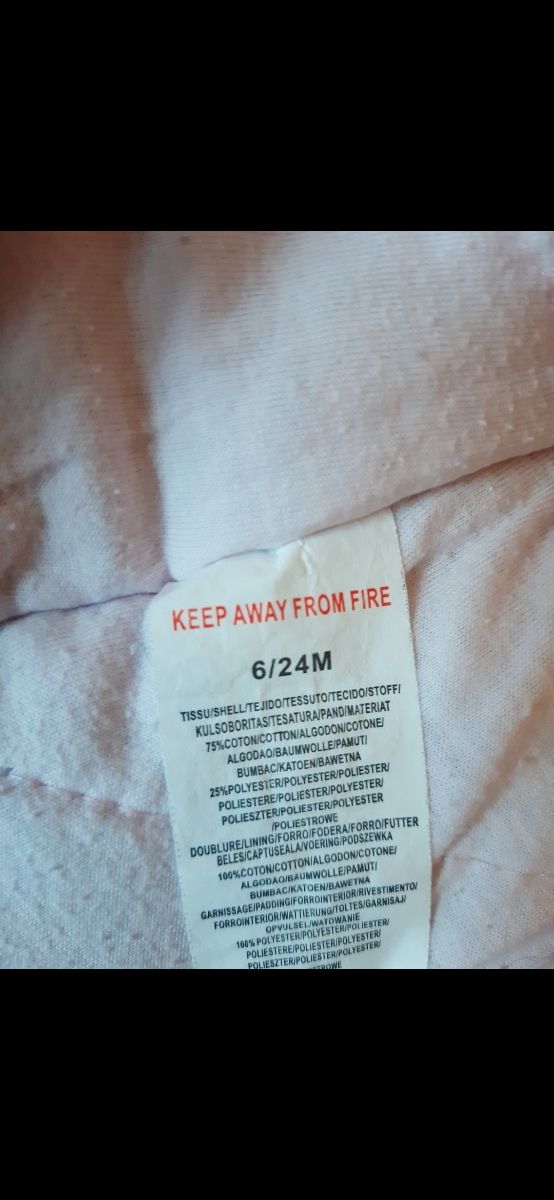 KEEP AWAY FROM FIRE
6/24M
TISSU/SHELL/TEJIDO/TESSUTO/TECIDO/STOFF/
KULSOBORITAS/TESATURA/PAND/MATERIAT
75%COTON/COTTON/ALGODON/COTONE/
ALGODAO/BAUMWOLLE/PAMUT/
BUMBAC/KATOEN/BAWETNA
25%POLYESTER/POLYESTER/POLIESTER/
POLIESTERE/POLIESTER/POLYESTER/
POLIESZTER/POLIESTER/POLYESTER
/POLIESTROWE
DOUBLURE/LINING/FORRO/FODERA/FORRO/FUTTER
BELES/CAPTUSEALA/VOERING/PODSZEWKA
100%COTON/COTTON/ALGODON/COTONE/
ALGODAO/BAUMWOLLE/PAMUT/
BUMBAC/KATOEN/BAWETNA
GARNISSAGE/PADDING/FORROINTERIOR/RIVESTIMENTO/
FORROINTERIOR/WATTIERUNG/TOLTES/GARNISAJ/
OPVULSEL/WATOWANIE
100%POLYESTER/POLYESTER/POLIESTER/
POLIESTERE/POLIESTER/POLYESTER/
POLIESZTER/POLIESTER/POLYESTER/